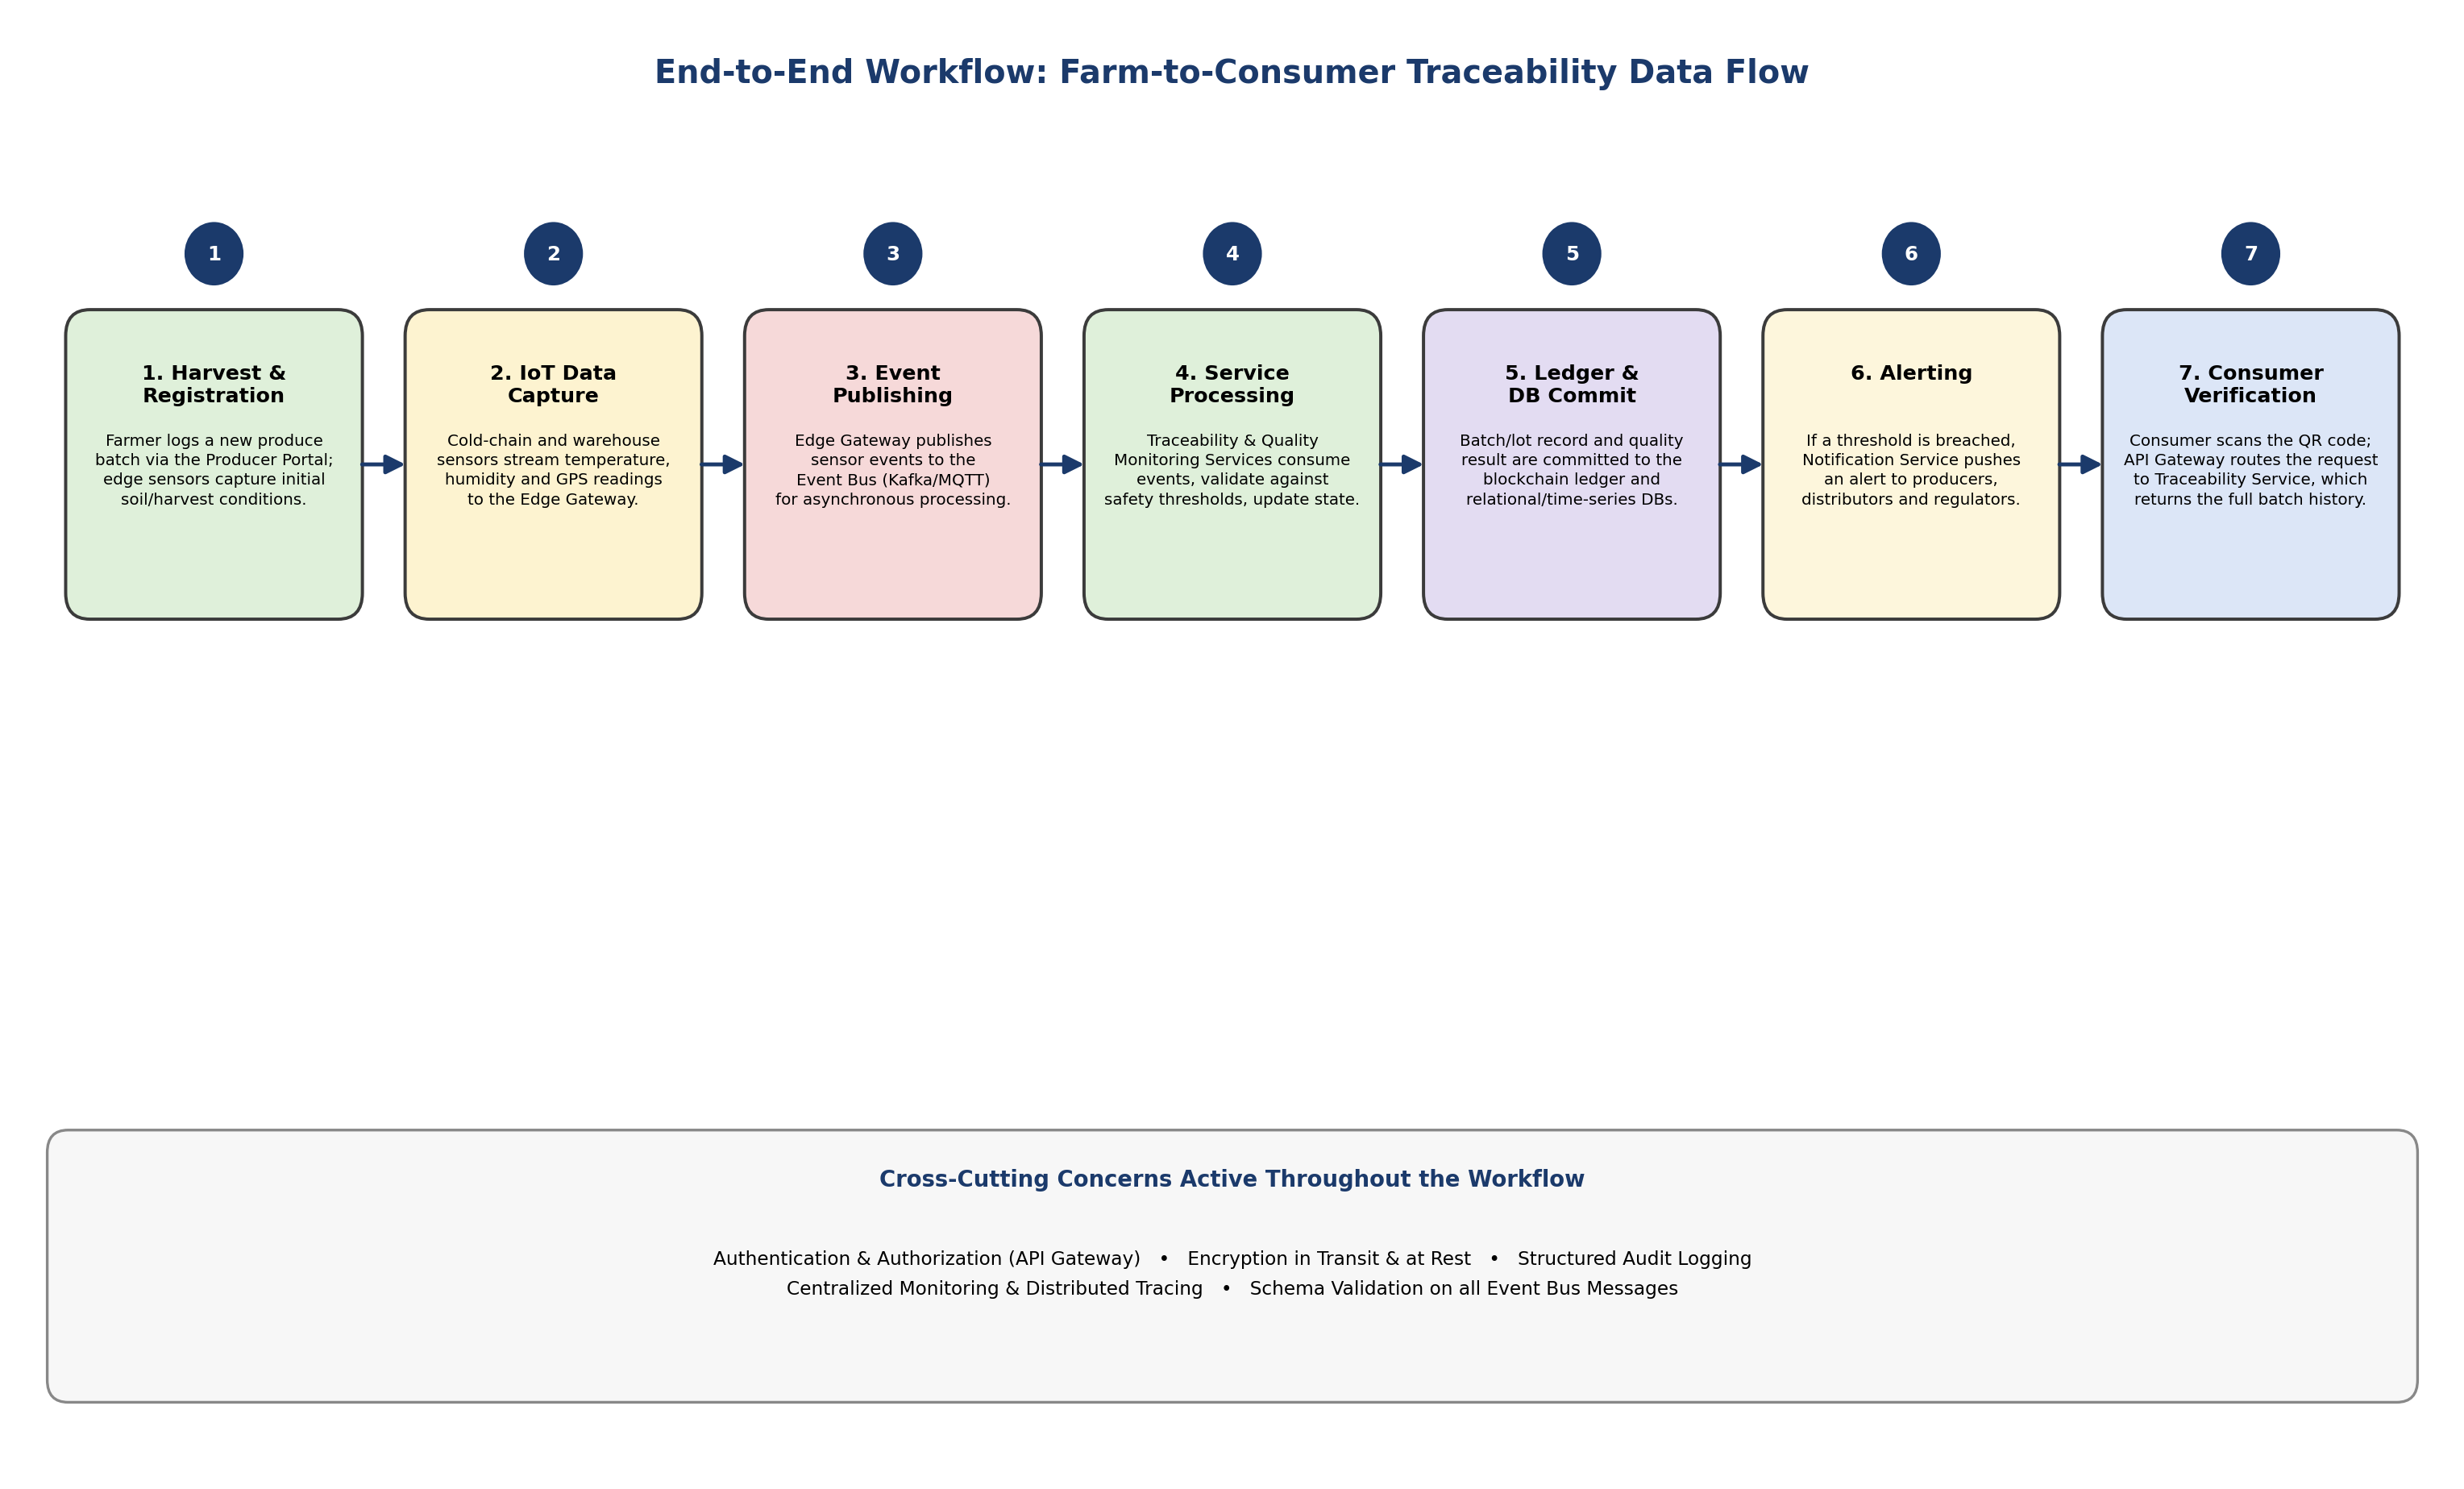 End-to-End Workflow: Farm-to-Consumer Traceability Data Flow
1
2
3
4
5
6
7
1. Harvest &
Registration
Farmer logs a new produce
batch via the Producer Portal;
edge sensors capture initial
soil/harvest conditions.
2. IoT Data
Capture
Cold-chain and warehouse
sensors stream temperature,
humidity and GPS readings
to the Edge Gateway.
3. Event
Publishing
Edge Gateway publishes
sensor events to the
Event Bus (Kafka/MQTT)
for asynchronous processing.
4. Service
Processing
Traceability & Quality
Monitoring Services consume
events, validate against
safety thresholds, update state.
5. Ledger &
DB Commit
Batch/lot record and quality
result are committed to the
blockchain ledger and
relational/time-series DBs.
6. Alerting
If a threshold is breached,
Notification Service pushes
an alert to producers,
distributors and regulators.
7. Consumer
Verification
Consumer scans the QR code;
API Gateway routes the request
to Traceability Service, which
returns the full batch history.
Cross-Cutting Concerns Active Throughout the Workflow
Authentication & Authorization (API Gateway) • Encryption in Transit & at Rest • Structured Audit Logging
Centralized Monitoring & Distributed Tracing • Schema Validation on all Event Bus Messages